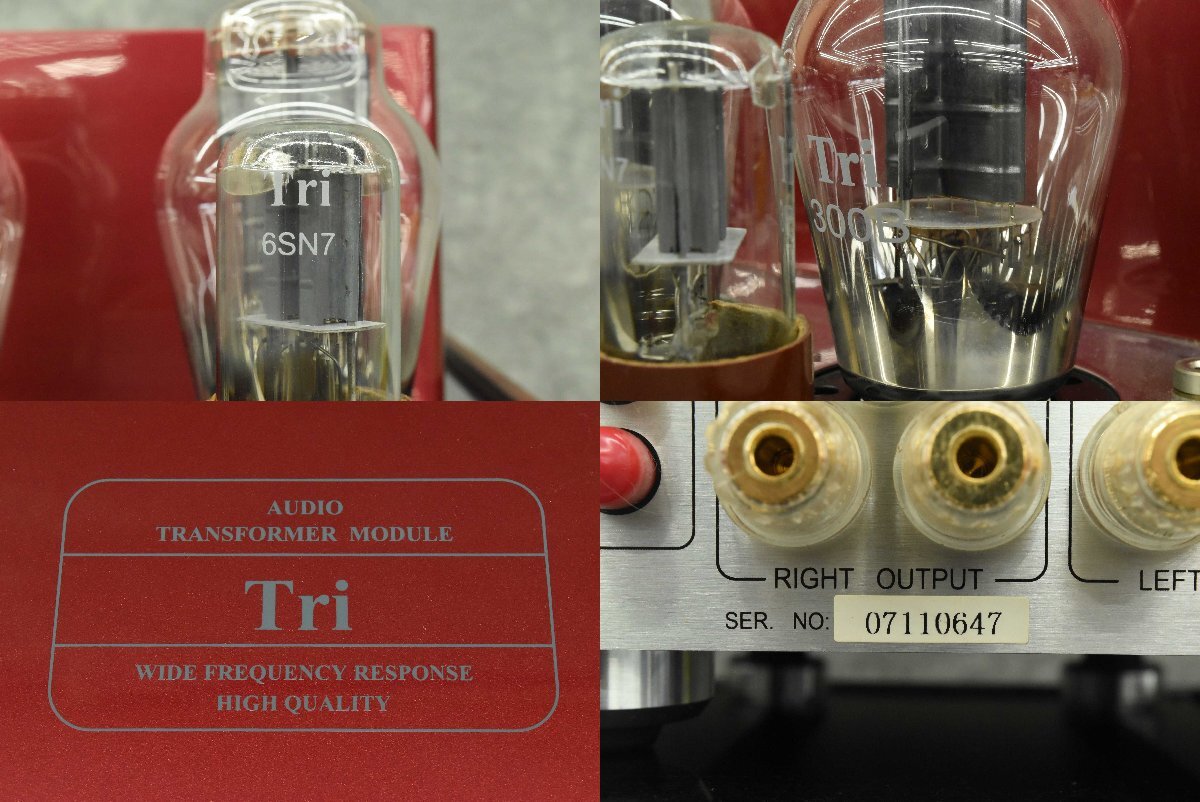 Tri
6SN7
Tri
300B
AUDIO
TRANSFORMER MODULE
Tri
WIDE FREQUENCY RESPONSE
HIGH QUALITY
RIGHT OUTPUT
LEFT
SER. NO: 07110647